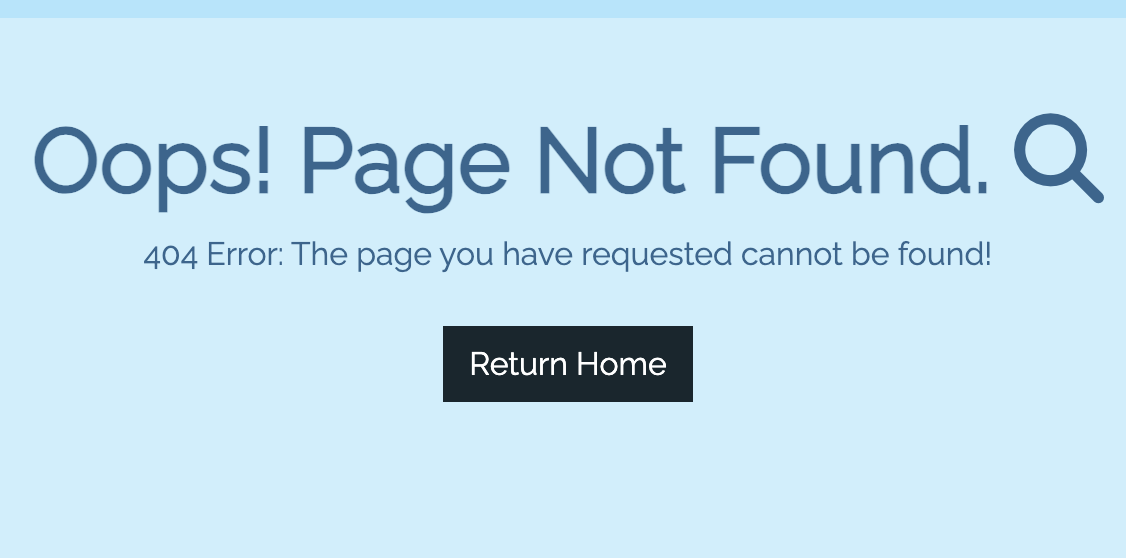 Oops! Page Not Found.
404 Error: The page you have requested cannot be found!
Return Home